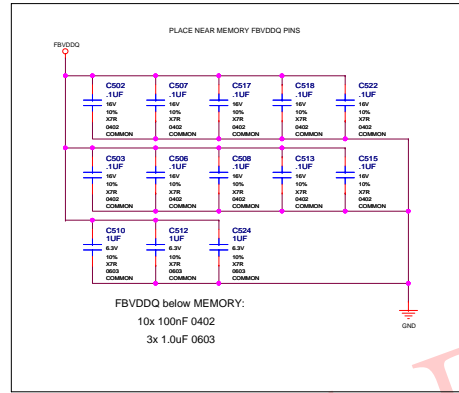 PLACE NEAR MEMORY FBVDDQ PINS
FBVDDQ
C502 C507 C517 C518 C522
.1UF .1UF .1UF .1UF .1UF
16V 16V 16V 16V 16V
10% 10% 10% 10% 10%
X7R X7R X7R X7R X7R
0402 0402 0402 0402 0402
COMMON COMMON COMMON COMMON COMMON
C503 C506 C508 C513 C515
.1UF .1UF .1UF .1UF .1UF
16V 16V 16V 16V 16V
10% 10% 10% 10% 10%
X7R X7R X7R X7R X7R
0402 0402 0402 0402 0402
COMMON COMMON COMMON COMMON COMMON
C510 C512 C524
1UF 1UF 1UF
6.3V 6.3V 6.3V
10% 10% 10%
X7R X7R X7R
0603 0603 0603
COMMON COMMON COMMON
FBVDDQ below MEMORY:
10x 100nF 0402
3x 1.0uF 0603
GND